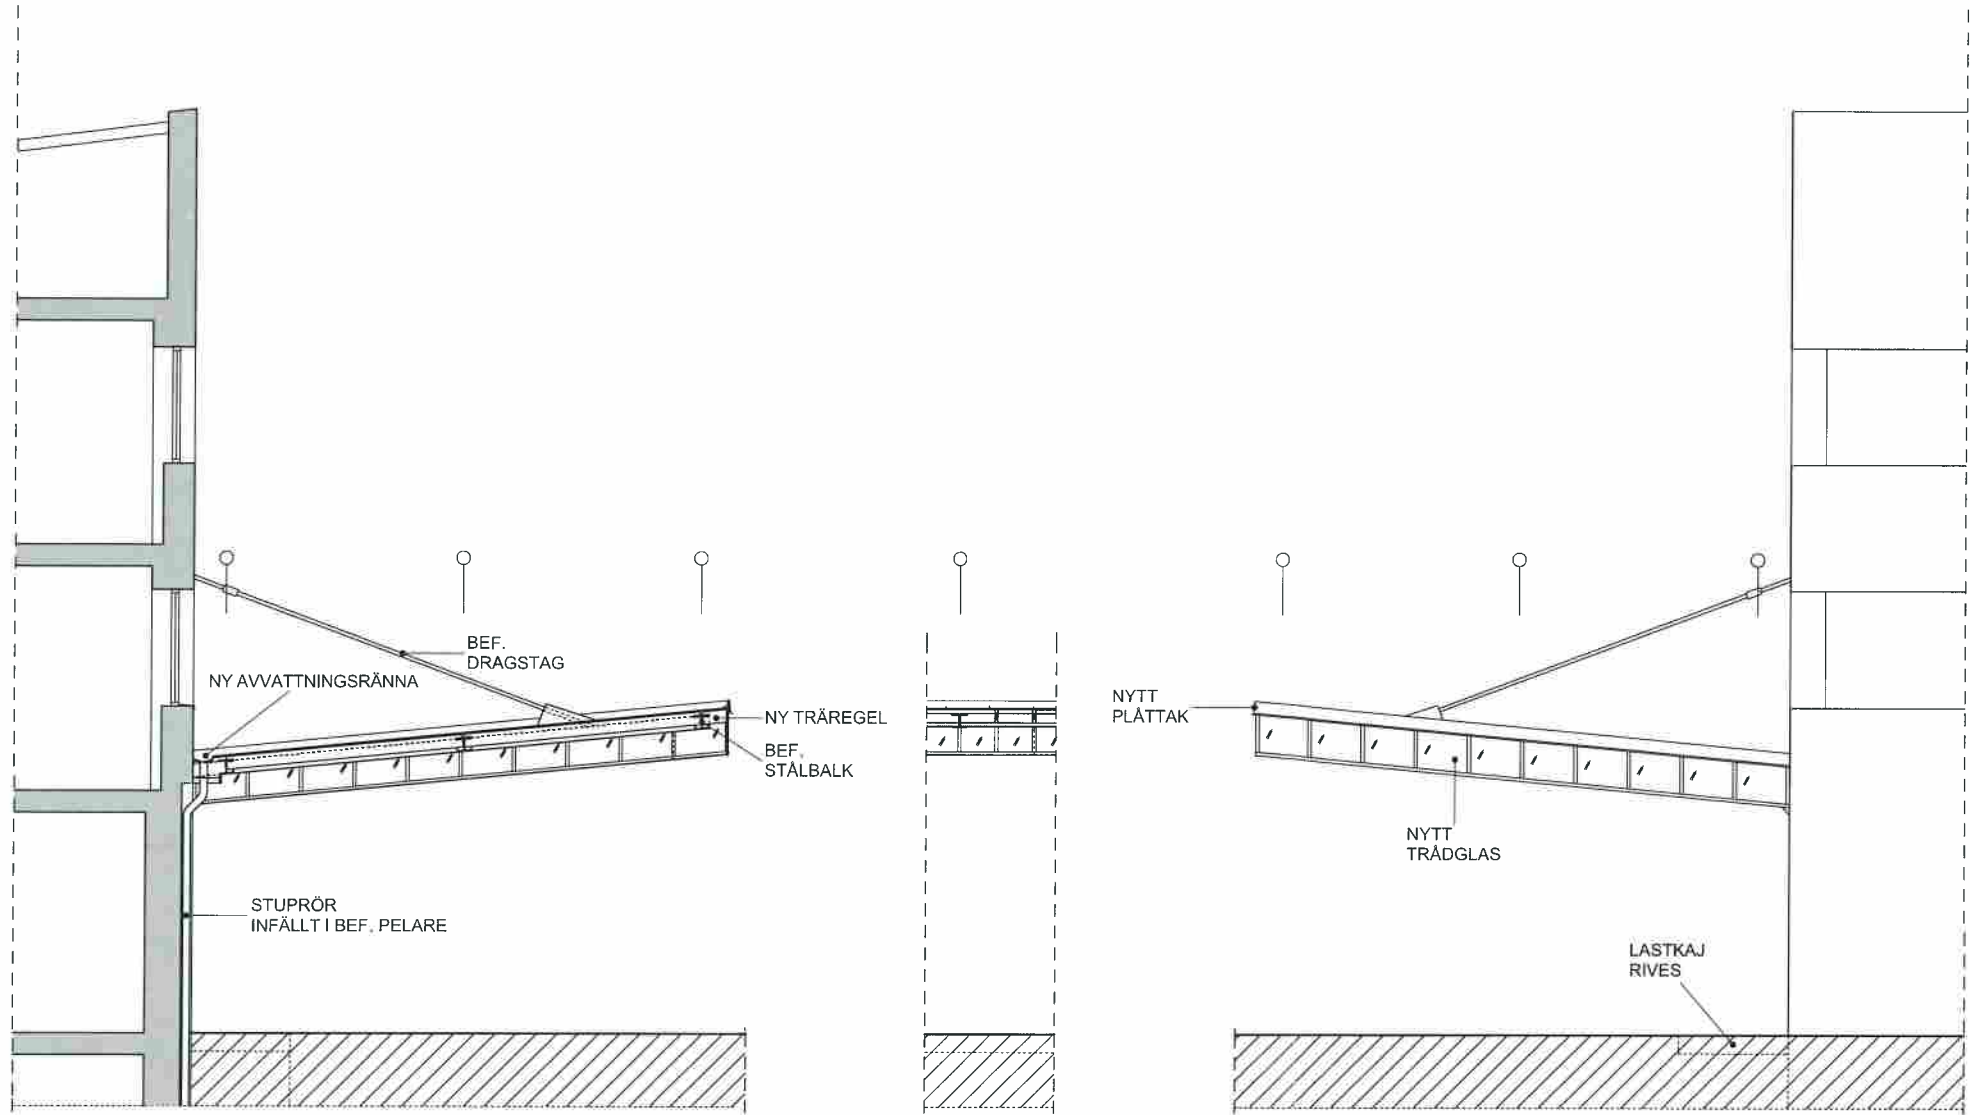 BEF.
DRAGSTAG
NY AVVATTNINGSRÄNNA
NY TRÄREGEL
BEF.
STÅLBALK
STUPRÖR
INFÄLLT I BEF. PELARE
NYTT
PLÅTTAK
NYTT
TRÅDGLAS
LASTKAJ
RIVES